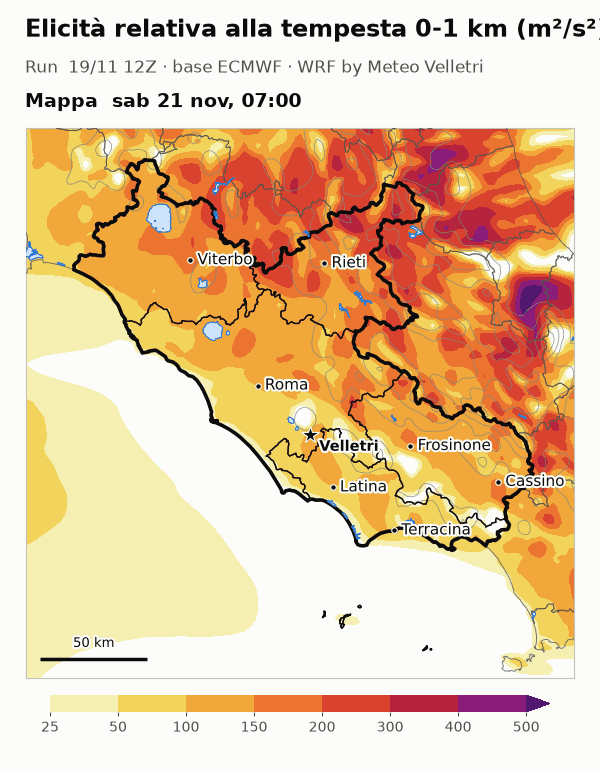 Elicità relativa alla tempesta 0-1 km (m²/s²)
Run 19/11 12Z · base ECMWF · WRF by Meteo Velletri
Mappa sab 21 nov, 07:00
Viterbo
Rieti
Roma
Velletri
Frosinone
Latina
Cassino
Terracina
50 km
25 50 100 150 200 300 400 500